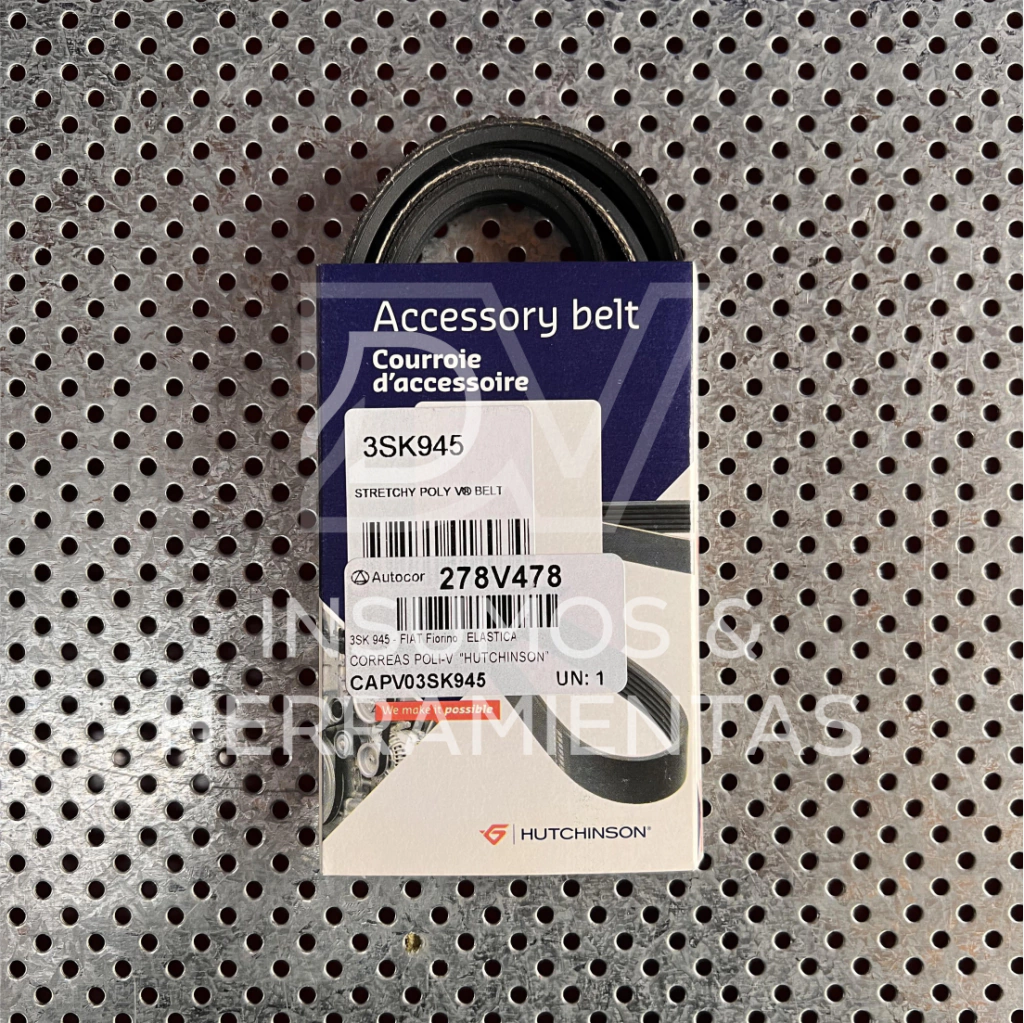 Accessory belt
Courroie
d'accessoire
3SK945
STRETCHY POLY V® BELT
Autocor 278V478
3SK 945 - FIAT Fiorino . ELASTICA
CORREAS POLI-V "HUTCHINSON"
CAPV03SK945 UN: 1
We make it possible
HUTCHINSON®
DV
INSUMOS &
HERRAMIENTAS